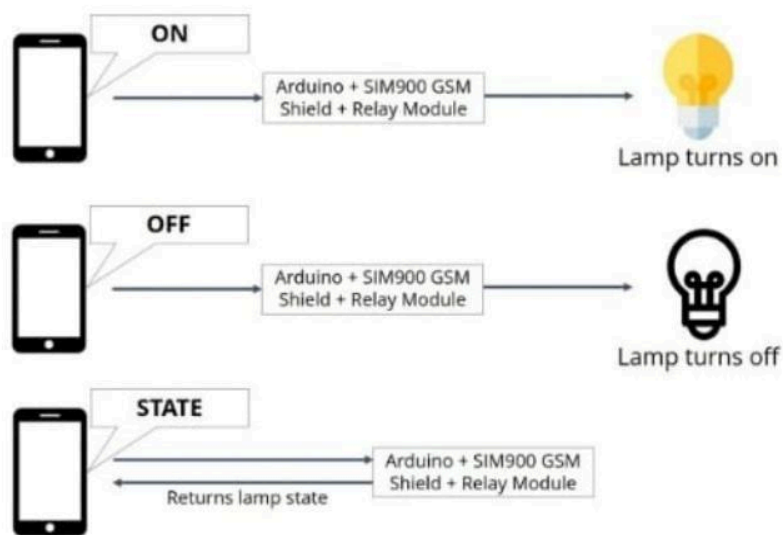 ON
Arduino + SIM900 GSM
Shield + Relay Module
Lamp turns on
OFF
Arduino + SIM900 GSM
Shield + Relay Module
Lamp turns off
STATE
Arduino + SIM900 GSM
Shield + Relay Module
Returns lamp state